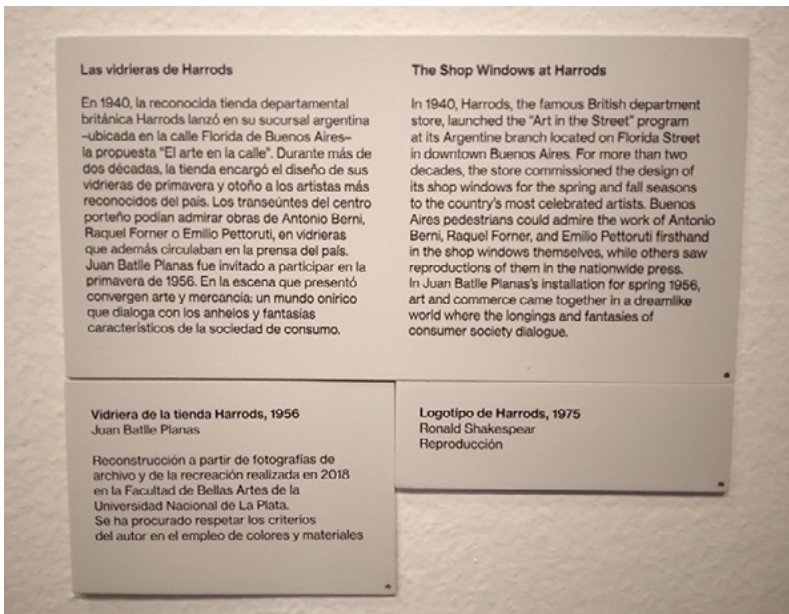 Las vidrieras de Harrods
En 1940, la reconocida tienda departamental
británica Harrods lanzó en su sucursal argentina
–ubicada en la calle Florida de Buenos Aires–
la propuesta "El arte en la calle". Durante más de
dos décadas, la tienda encargó el diseño de sus
vidrieras de primavera y otoño a los artistas más
reconocidos del país. Los transeúntes del centro
porteño podían admirar obras de Antonio Berni,
Raquel Forner o Emilio Pettoruti, en vidrieras
que además circulaban en la prensa del país.
Juan Batlle Planas fue invitado a participar en la
primavera de 1956. En la escena que presentó
convergen arte y mercancía: un mundo onírico
que dialoga con los anhelos y fantasías
característicos de la sociedad de consumo.
The Shop Windows at Harrods
In 1940, Harrods, the famous British department
store, launched the "Art in the Street" program
at its Argentine branch located on Florida Street
in downtown Buenos Aires. For more than two
decades, the store commissioned the design of
its shop windows for the spring and fall seasons
to the country's most celebrated artists. Buenos
Aires pedestrians could admire the work of Antonio
Berni, Raquel Forner, and Emilio Pettoruti firsthand
in the shop windows themselves, while others saw
reproductions of them in the nationwide press.
In Juan Batlle Planas's installation for spring 1956,
art and commerce came together in a dreamlike
world where the longings and fantasies of
consumer society dialogue.
Vidriera de la tienda Harrods, 1956
Juan Batlle Planas
Reconstrucción a partir de fotografías de
archivo y de la recreación realizada en 2018
en la Facultad de Bellas Artes de la
Universidad Nacional de La Plata.
Se ha procurado respetar los criterios
del autor en el empleo de colores y materiales
Logotipo de Harrods, 1975
Ronald Shakespear
Reproducción